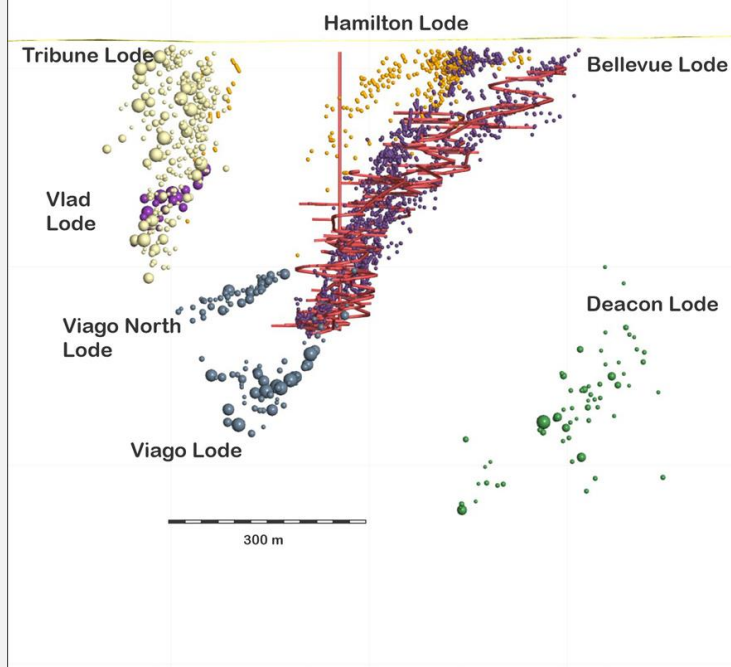 Hamilton Lode
Tribune Lode
Bellevue Lode
Vlad
Lode
Deacon Lode
Viago North
Lode
Viago Lode
300 m